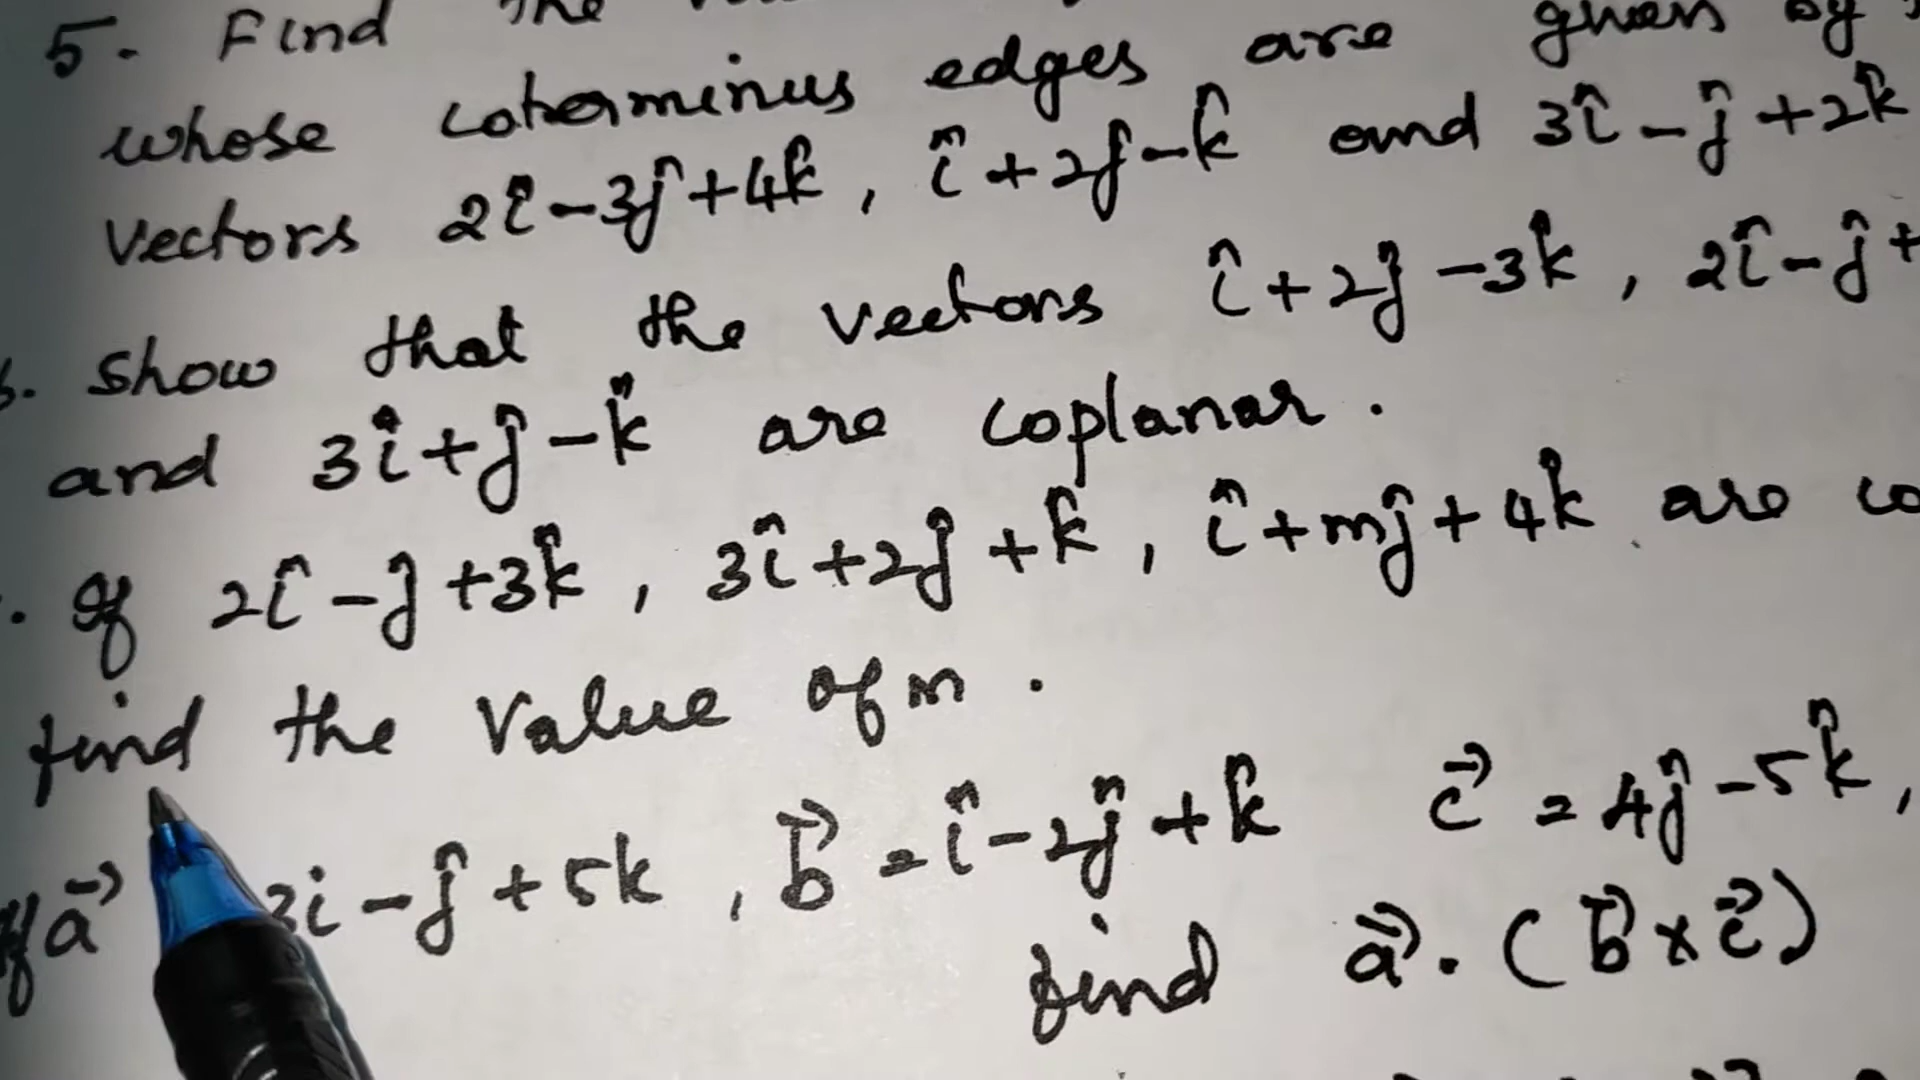 5. Find the
whose coterminus edges are given by
vectors 2î-3ĵ+4k̂, î+2ĵ-k̂ and 3î-ĵ+2k̂
6. Show that the vectors î+2ĵ-3k̂, 2î-ĵ+
and 3î+ĵ-k̂ are coplanar.
. If 2î-ĵ+3k̂, 3î+2ĵ+k̂, î+mĵ+4k̂ are co
find the value of m.
If a⃗ i-ĵ+5k, b⃗ = î-2ĵ+k̂ c⃗ = 4ĵ-5k̂,
find a⃗.(b⃗×c⃗)